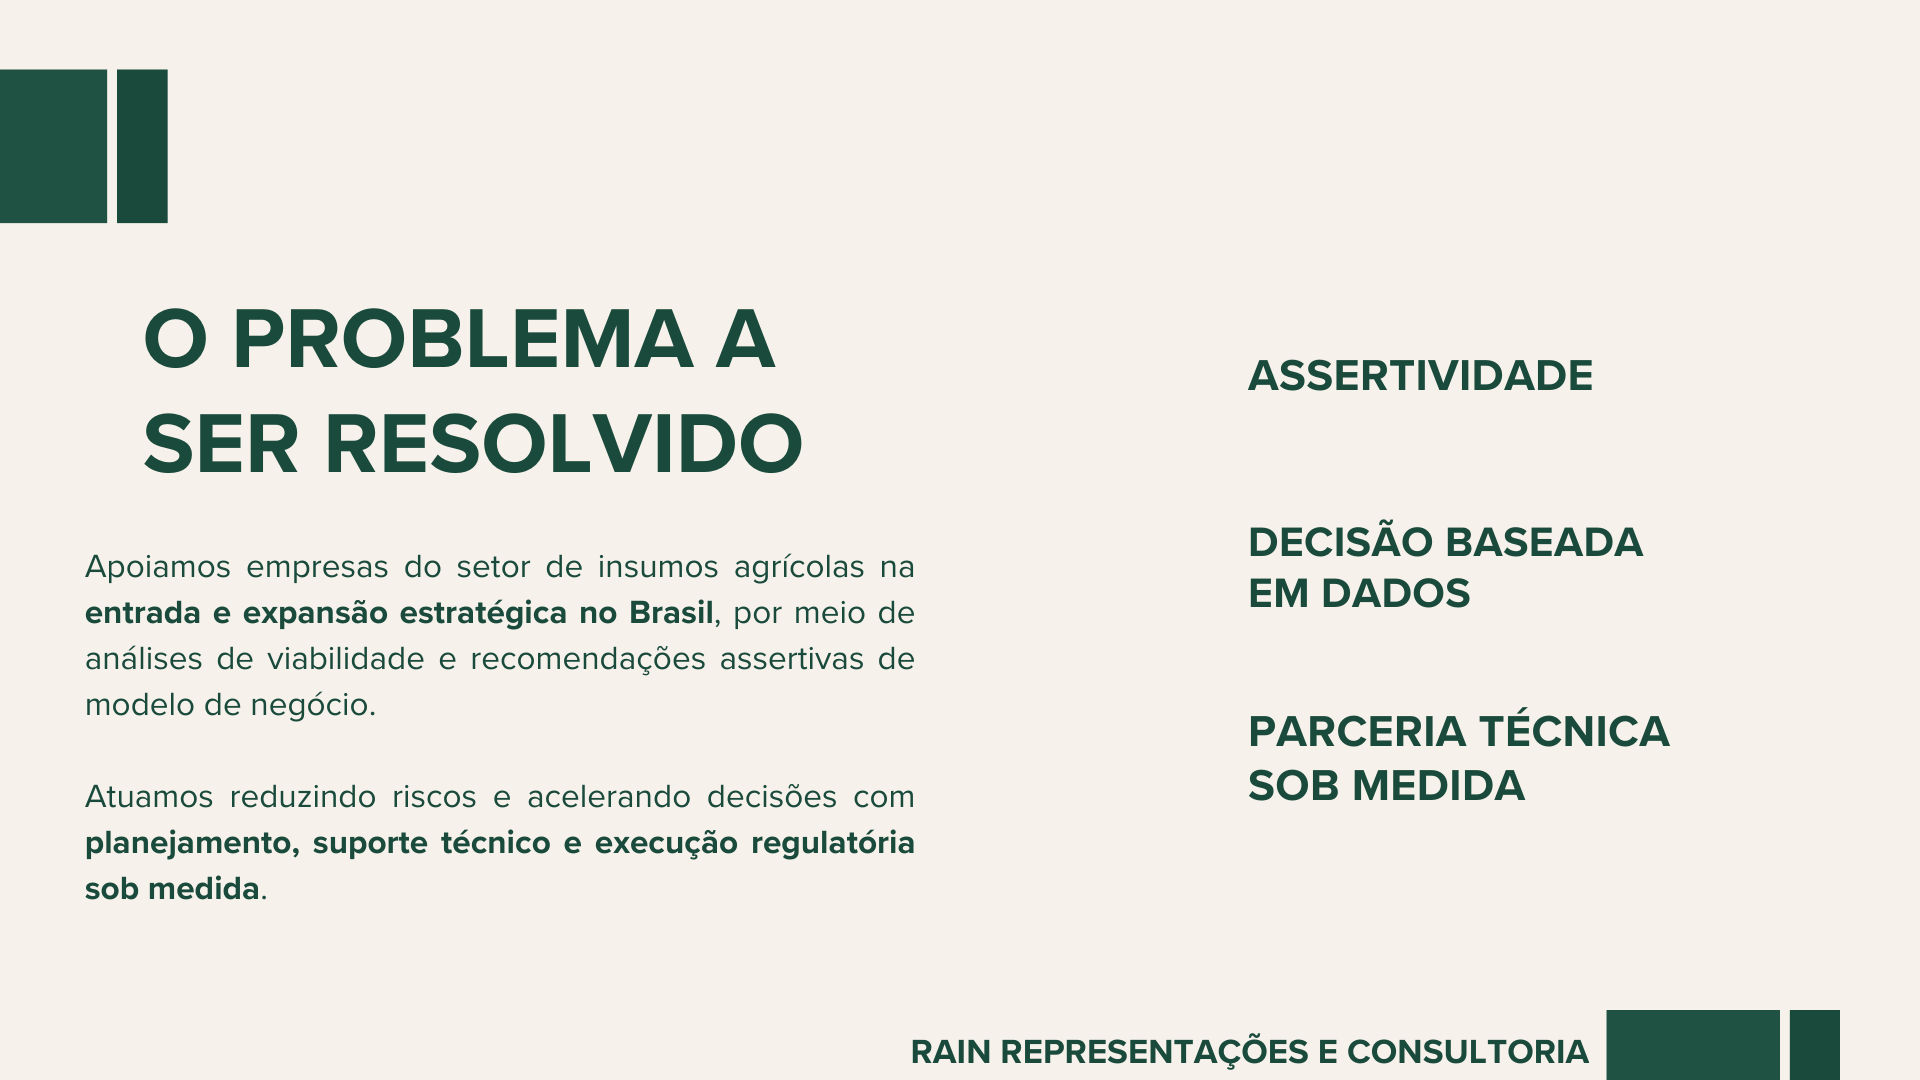 O PROBLEMA A
SER RESOLVIDO
Apoiamos empresas do setor de insumos agrícolas na
entrada e expansão estratégica no Brasil, por meio de
análises de viabilidade e recomendações assertivas de
modelo de negócio.
Atuamos reduzindo riscos e acelerando decisões com
planejamento, suporte técnico e execução regulatória
sob medida.
ASSERTIVIDADE
DECISÃO BASEADA
EM DADOS
PARCERIA TÉCNICA
SOB MEDIDA
RAIN REPRESENTAÇÕES E CONSULTORIA